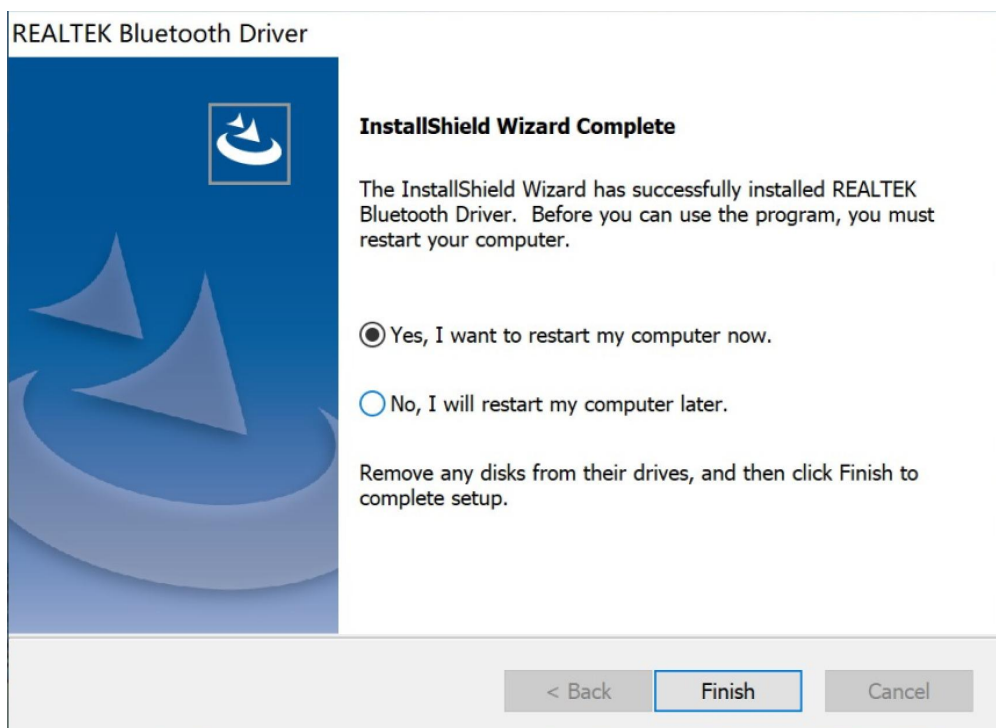 REALTEK Bluetooth Driver
InstallShield Wizard Complete
The InstallShield Wizard has successfully installed REALTEK
Bluetooth Driver.  Before you can use the program, you must
restart your computer.
Yes, I want to restart my computer now.
No, I will restart my computer later.
Remove any disks from their drives, and then click Finish to
complete setup.
< Back
Finish
Cancel